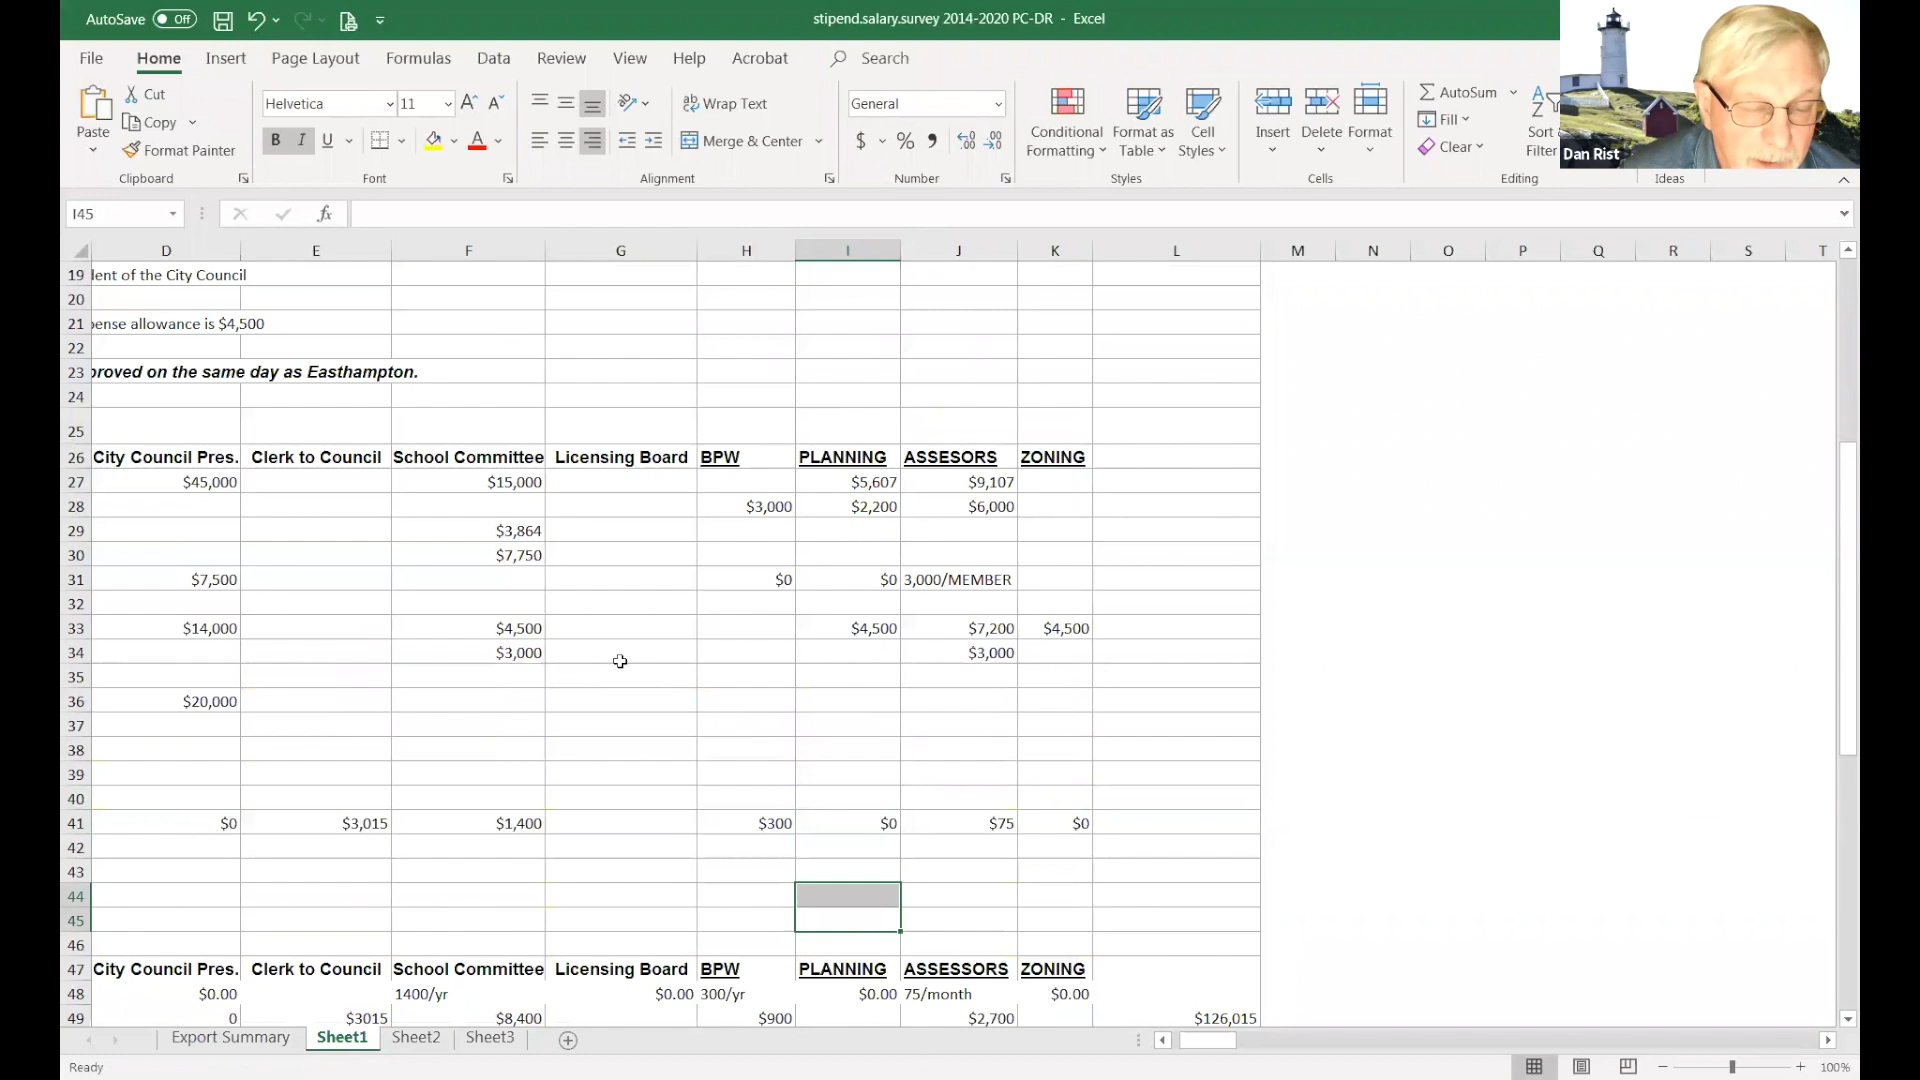 AutoSave Off stipend.salary.survey 2014-2020 PC-DR - Excel
File Home Insert Page Layout Formulas Data Review View Help Acrobat Search
Paste Cut Copy Format Painter
Helvetica 11
B I U
Wrap Text
Merge & Center
General
$ % ,
Conditional Formatting
Format as Table
Cell Styles
Insert Delete Format
AutoSum
Fill
Clear
Sort
Filter
Dan Rist
Clipboard Font Alignment Number Styles Cells Editing Ideas
I45 fx
D E F G H I J K L M N O P Q R S T
19 dent of the City Council
20
21 pense allowance is $4,500
22
23 proved on the same day as Easthampton.
24
25
26 City Council Pres. Clerk to Council School Committee Licensing Board BPW PLANNING ASSESORS ZONING
27 $45,000 $15,000 $5,607 $9,107
28 $3,000 $2,200 $6,000
29 $3,864
30 $7,750
31 $7,500 $0 $0 3,000/MEMBER
32
33 $14,000 $4,500 $4,500 $7,200 $4,500
34 $3,000 $3,000
35
36 $20,000
37
38
39
40
41 $0 $3,015 $1,400 $300 $0 $75 $0
42
43
44
45
46
47 City Council Pres. Clerk to Council School Committee Licensing Board BPW PLANNING ASSESSORS ZONING
48 $0.00 1400/yr $0.00 300/yr $0.00 75/month $0.00
49 0 $3015 $8,400 $900 $2,700 $126,015
Export Summary Sheet1 Sheet2 Sheet3
Ready 100%